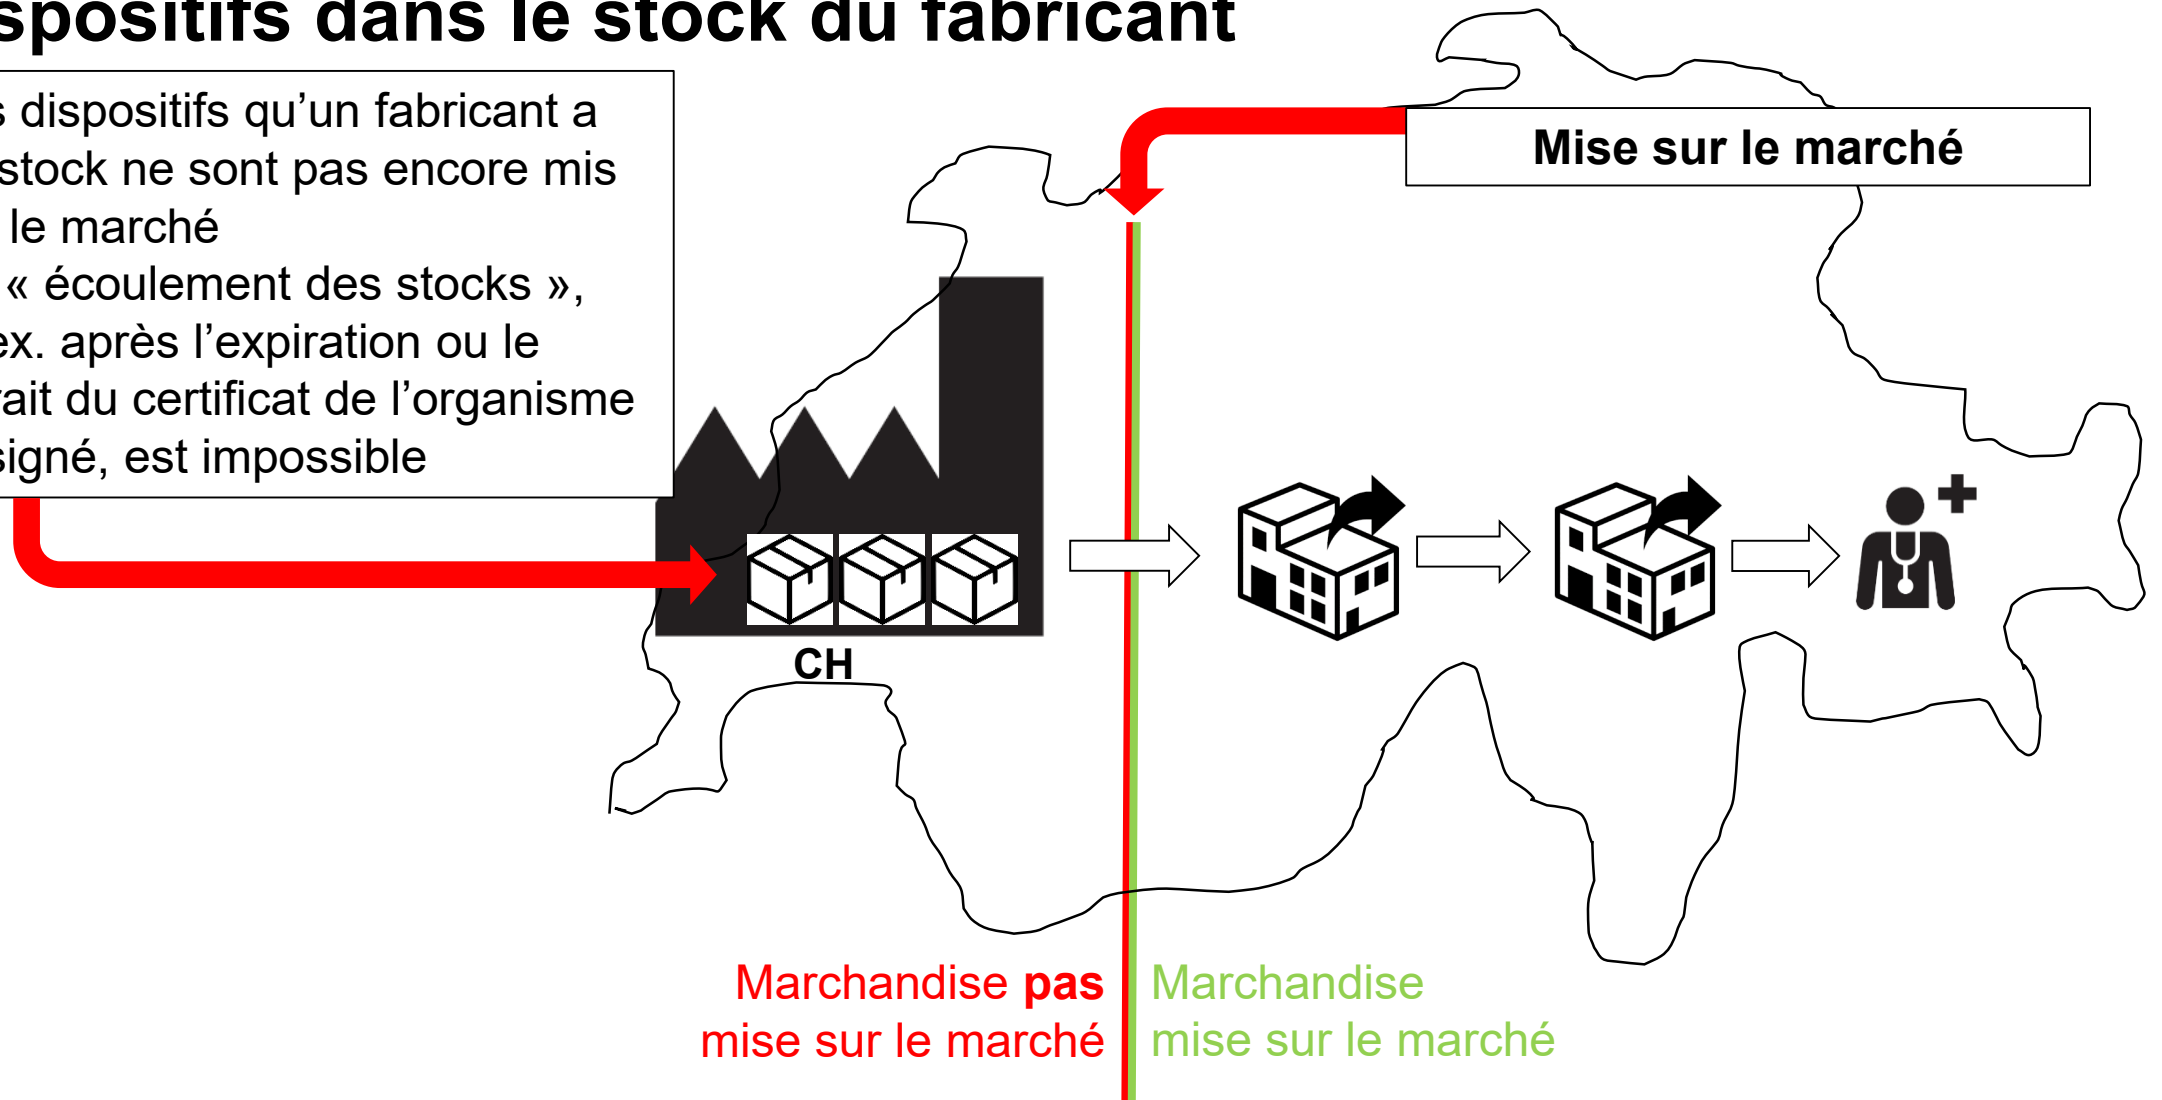 spositifs dans le stock du fabricant
s dispositifs qu’un fabricant a
stock ne sont pas encore mis
le marché
« écoulement des stocks »,
ex. après l’expiration ou le
rait du certificat de l’organisme
signé, est impossible
Mise sur le marché
CH
Marchandise pas
mise sur le marché
Marchandise
mise sur le marché